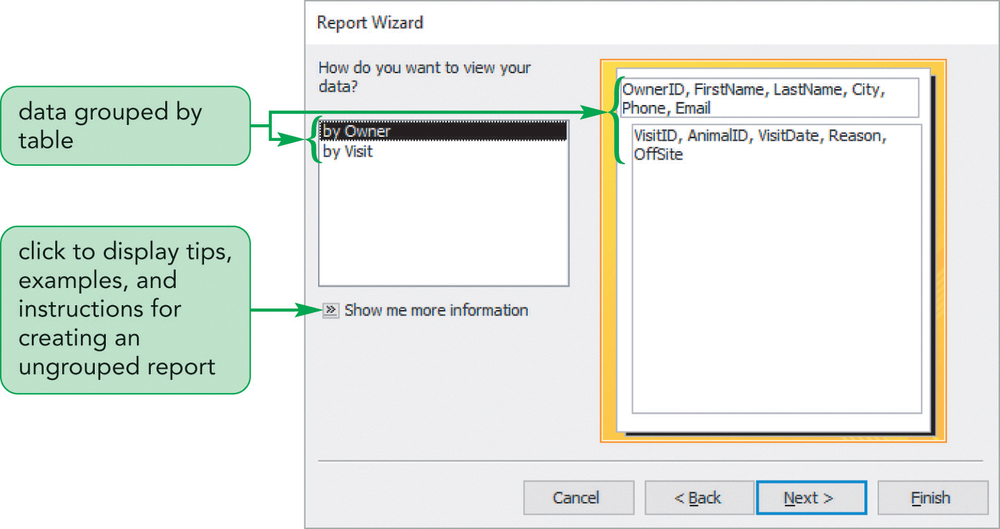 Report Wizard
How do you want to view your
data?
data grouped by
table
by Owner
by Visit
OwnerID, FirstName, LastName, City,
Phone, Email
VisitID, AnimalID, VisitDate, Reason,
OffSite
click to display tips,
examples, and
instructions for
creating an
ungrouped report
Show me more information
Cancel
< Back
Next >
Finish